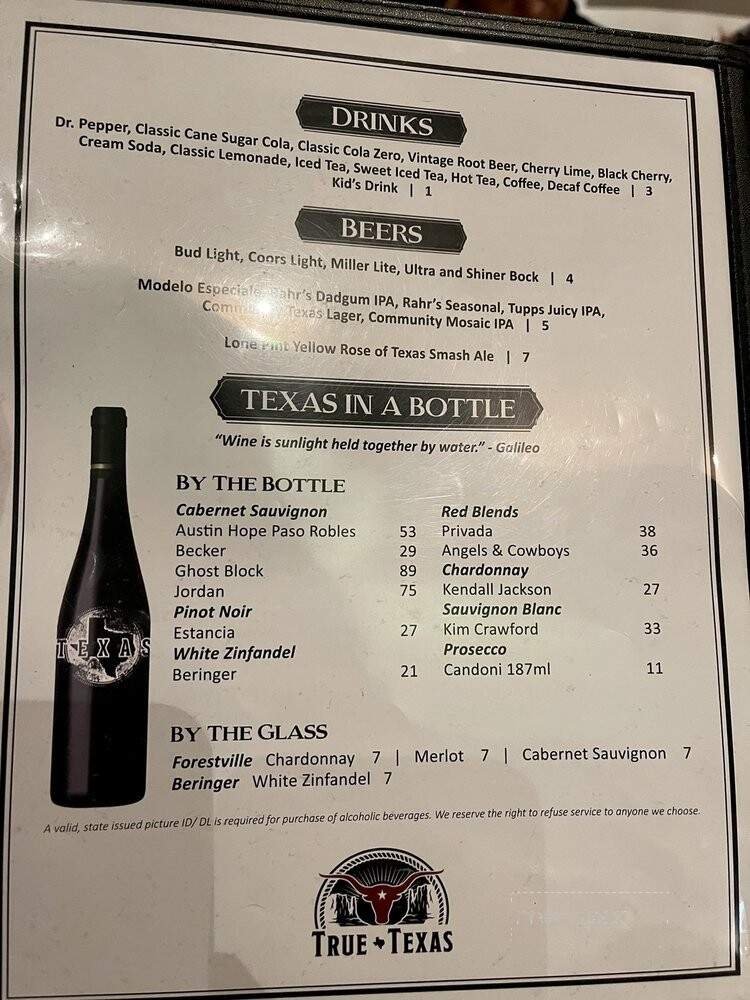 DRINKS
Dr. Pepper, Classic Cane Sugar Cola, Classic Cola Zero, Vintage Root Beer, Cherry Lime, Black Cherry,
Cream Soda, Classic Lemonade, Iced Tea, Sweet Iced Tea, Hot Tea, Coffee, Decaf Coffee | 3
Kid's Drink | 1
BEERS
Bud Light, Coors Light, Miller Lite, Ultra and Shiner Bock | 4
Modelo Especiale, Rahr's Dadgum IPA, Rahr's Seasonal, Tupps Juicy IPA,
Community Texas Lager, Community Mosaic IPA | 5
Lone Pint Yellow Rose of Texas Smash Ale | 7
TEXAS IN A BOTTLE
"Wine is sunlight held together by water." - Galileo
BY THE BOTTLE
Cabernet Sauvignon
Austin Hope Paso Robles 53
Becker 29
Ghost Block 89
Jordan 75
Pinot Noir
Estancia 27
White Zinfandel
Beringer 21
Red Blends
Privada 38
Angels & Cowboys 36
Chardonnay
Kendall Jackson 27
Sauvignon Blanc
Kim Crawford 33
Prosecco
Candoni 187ml 11
TEXAS
BY THE GLASS
Forestville Chardonnay 7 | Merlot 7 | Cabernet Sauvignon 7
Beringer White Zinfandel 7
A valid, state issued picture ID/ DL is required for purchase of alcoholic beverages. We reserve the right to refuse service to anyone we choose.
TRUE TEXAS